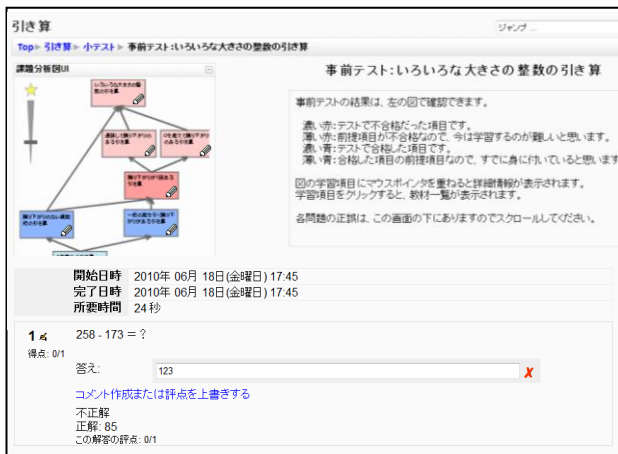 引き算
ジャンプ...
Top ▶ 引き算 ▶ 小テスト ▶ 事前テスト:いろいろな大きさの整数の引き算
課題分析図UI
事前テスト:いろいろな大きさの整数の引き算
いろいろな大きさの整数の引き算
事前テストの結果は、左の図で確認できます。
濃い赤:テストで不合格だった項目です。
薄い赤:前提項目が不合格なので、今は学習するのが難しいと思います。
濃い青:テストで合格した項目です。
薄い青:合格した項目の前提項目なので、すでに身に付いていると思います
図の学習項目にマウスポインタを重ねると詳細情報が表示されます。
学習項目をクリックすると、教材一覧が表示されます。
各問題の正誤は、この画面の下にありますのでスクロールしてください。
開始日時 2010年 06月 18日(金曜日) 17:45
完了日時 2010年 06月 18日(金曜日) 17:45
所要時間 24 秒
1 258 - 173 = ?
得点: 0/1
答え: 123 ✗
コメント作成または評点を上書きする
不正解
正解: 85
この解答の評点: 0/1